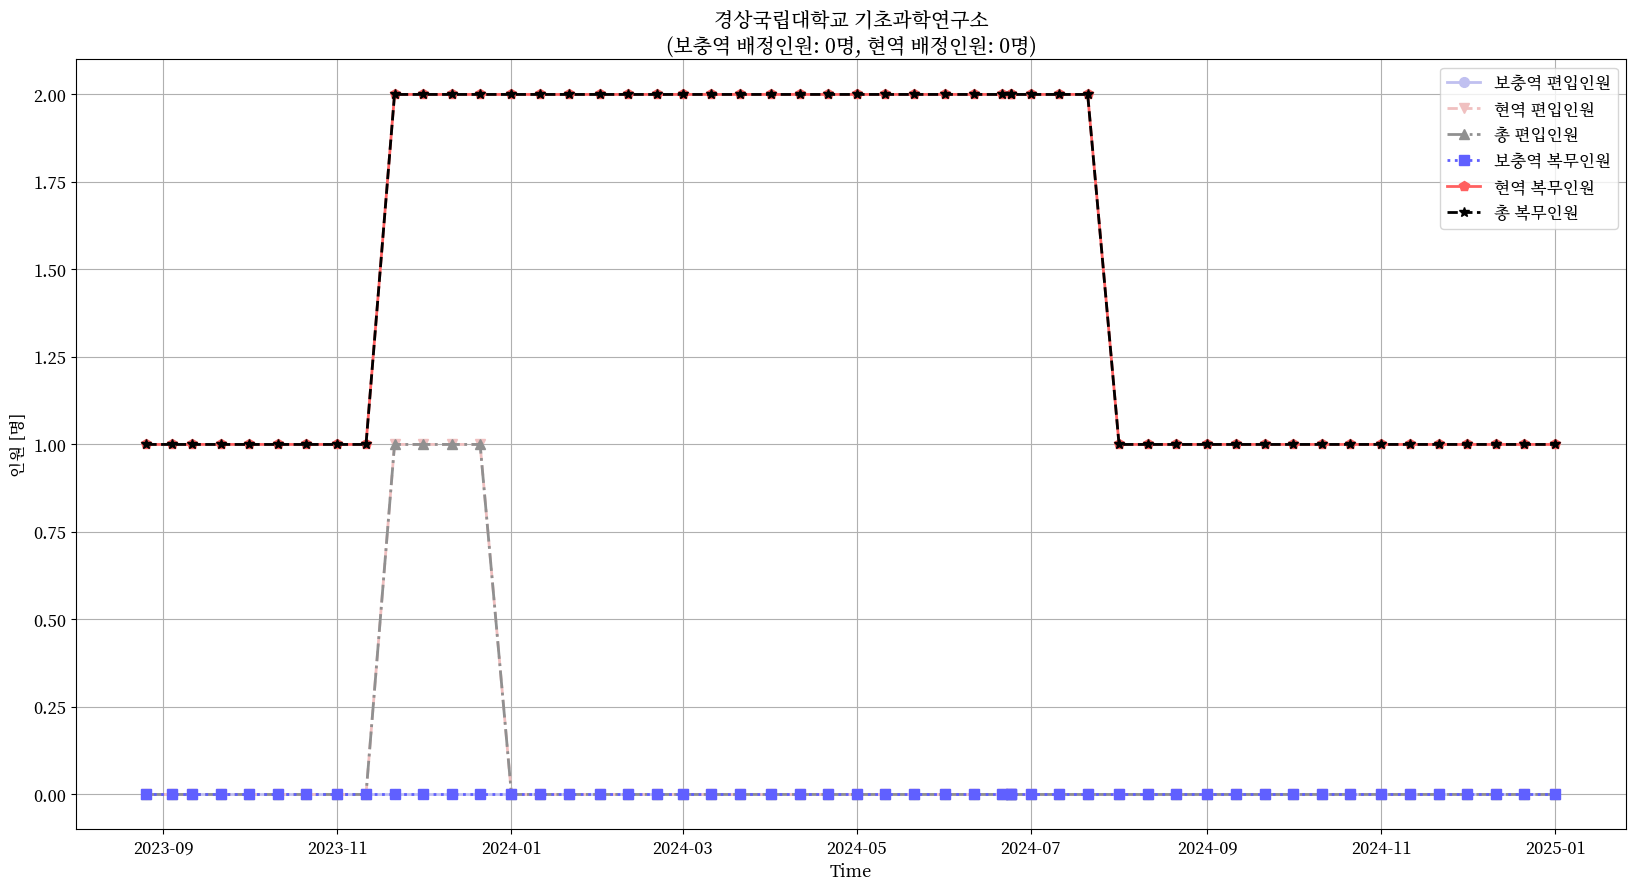 경상국립대학교 기초과학연구소
(보충역 배정인원: 0명, 현역 배정인원: 0명)
보충역 편입인원
현역 편입인원
총 편입인원
보충역 복무인원
현역 복무인원
총 복무인원
인원 [명]
2.00
1.75
1.50
1.25
1.00
0.75
0.50
0.25
0.00
2023-09 2023-11 2024-01 2024-03 2024-05 2024-07 2024-09 2024-11 2025-01
Time